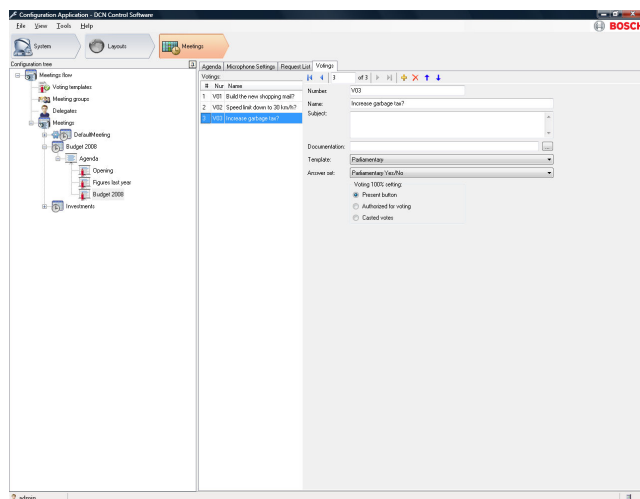 Configuration Application - DCN Control Software
File View Tools Help
BOSCH
System Layouts Meetings
Configuration tree
Meetings flow
Voting templates
Meeting groups
Delegates
Meetings
DefaultMeeting
Budget 2008
Agenda
Opening
Figures last year
Budget 2008
Investments
Agenda Microphone Settings Request List Votings
Votings:
# Nur Name
1 V01 Build the new shopping mall?
2 V02 Speed limit down to 30 km/h?
3 V03 Increase garbage tax?
3 of 3
Number: V03
Name: Increase garbage tax?
Subject:
Documentation: ...
Template: Parliamentary
Answer set: Parliamentary Yes/No
Voting 100% setting:
Present button
Authorized for voting
Casted votes
admin